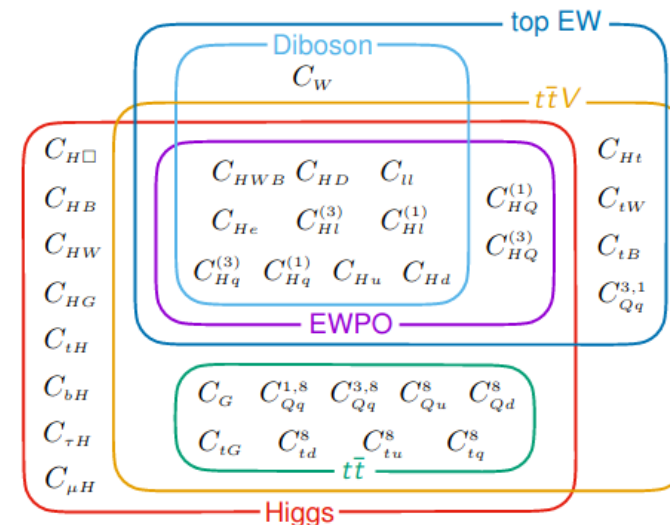 top EW
Diboson
C_W
tt̄V
C_{H□}
C_{HB}
C_{HW}
C_{HG}
C_{tH}
C_{bH}
C_{τH}
C_{μH}
C_{HWB} C_{HD} C_{ll}
C_{He} C_{Hl}^{(3)} C_{Hl}^{(1)}
C_{Hq}^{(3)} C_{Hq}^{(1)} C_{Hu} C_{Hd}
C_{HQ}^{(1)}
C_{HQ}^{(3)}
EWPO
C_{Ht}
C_{tW}
C_{tB}
C_{Qq}^{3,1}
C_G C_{Qq}^{1,8} C_{Qq}^{3,8} C_{Qu}^{8} C_{Qd}^{8}
C_{tG} C_{td}^{8} C_{tu}^{8} C_{tq}^{8}
tt̄
Higgs